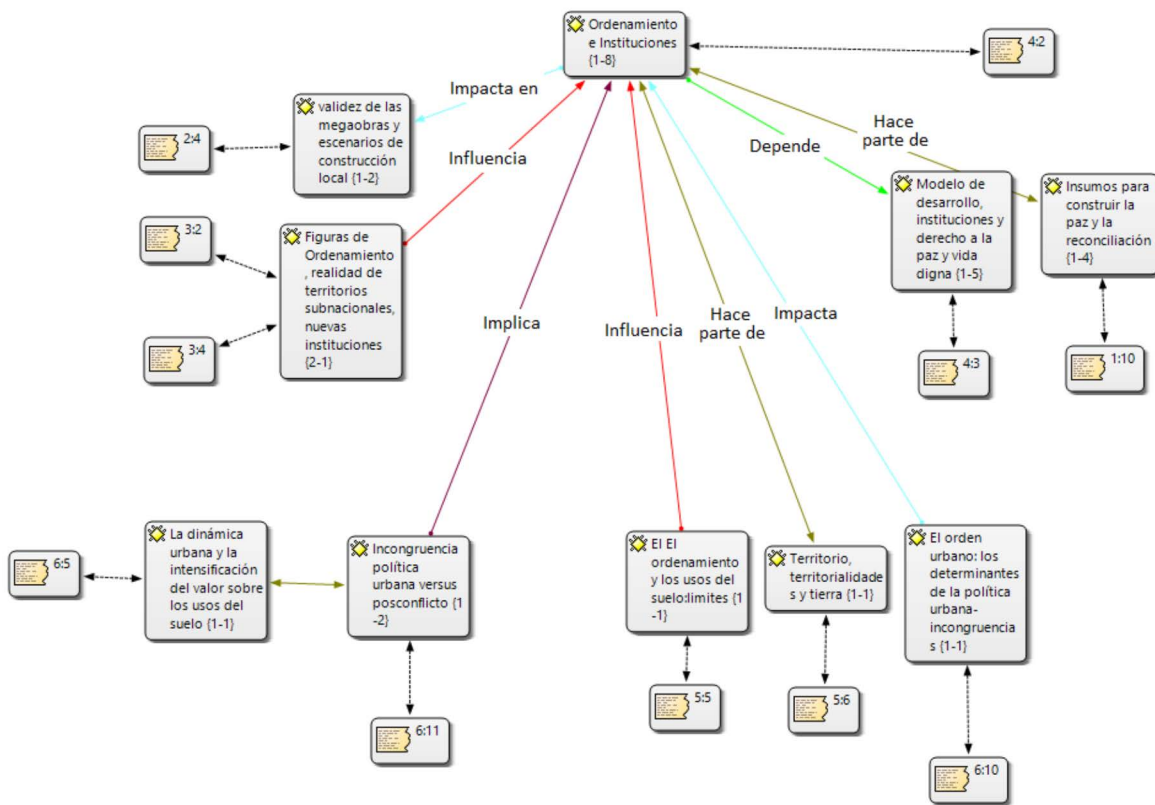 Ordenamiento
e Instituciones
{1-8}
4:2
Impacta en
validez de las
megaobras y
escenarios de
construcción
local {1-2}
2:4
Influencia
Depende
Hace
parte de
Modelo de
desarrollo,
instituciones y
derecho a la
paz y vida
digna {1-5}
Insumos para
construir la
paz y la
reconciliación
{1-4}
3:2
Figuras de
Ordenamiento
, realidad de
territorios
subnacionales,
nuevas
instituciones
{2-1}
3:4
Implica
Influencia
Hace
parte de
Impacta
4:3
1:10
La dinámica
urbana y la
intensificación
del valor sobre
los usos del
suelo {1-1}
6:5
Incongruencia
política
urbana versus
posconflicto {1
-2}
6:11
El El
ordenamiento
y los usos del
suelo:limites {1
-1}
5:5
Territorio,
territorialidade
s y tierra {1-1}
5:6
El orden
urbano: los
determinantes
de la política
urbana-
incongruencia
s {1-1}
6:10